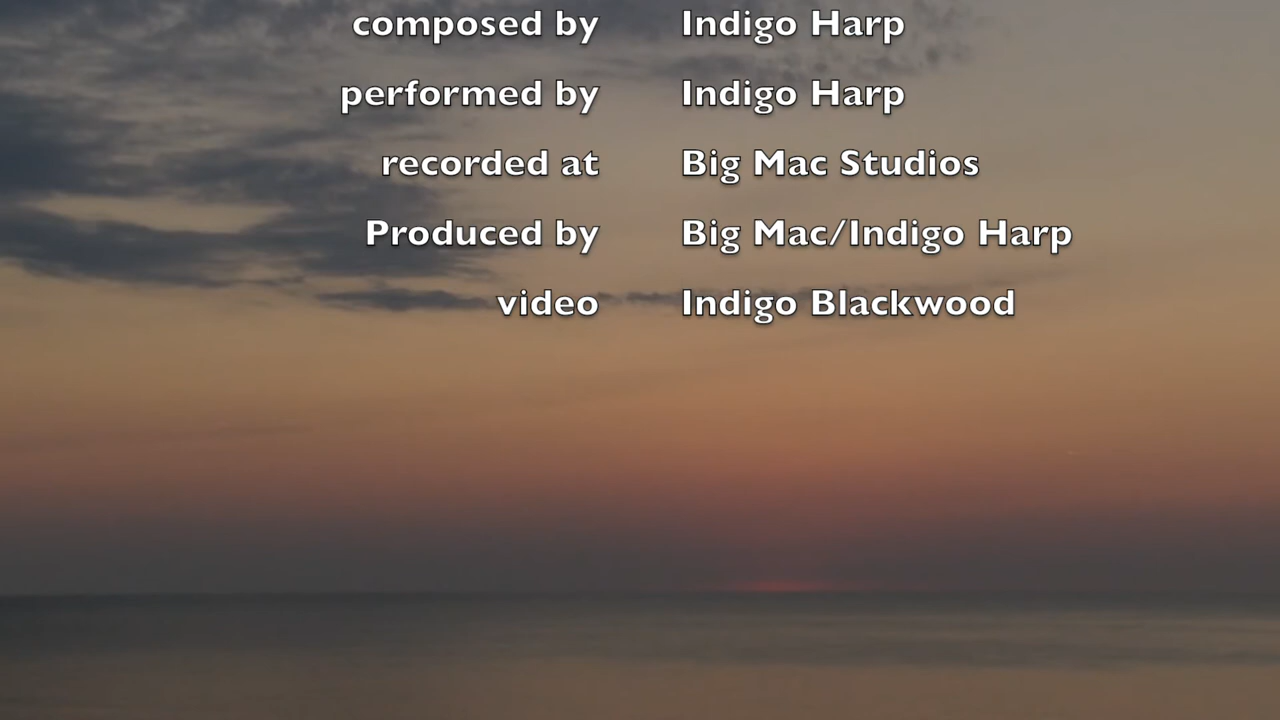 composed by Indigo Harp
performed by Indigo Harp
recorded at Big Mac Studios
Produced by Big Mac/Indigo Harp
video Indigo Blackwood